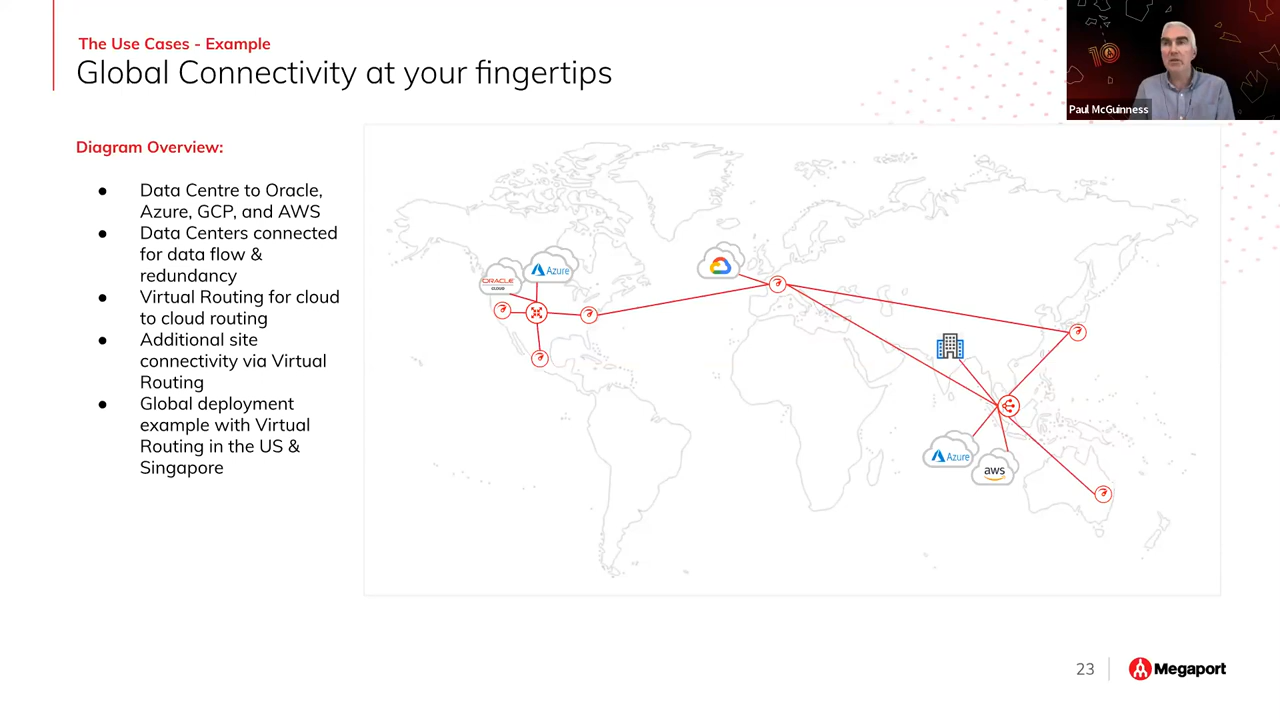 The Use Cases - Example
Global Connectivity at your fingertips
10
Paul McGuinness
Diagram Overview:
● Data Centre to Oracle,
Azure, GCP, and AWS
● Data Centers connected
for data flow &
redundancy
● Virtual Routing for cloud
to cloud routing
● Additional site
connectivity via Virtual
Routing
● Global deployment
example with Virtual
Routing in the US &
Singapore
ORACLE
CLOUD
Azure
Azure
aws
23
Megaport